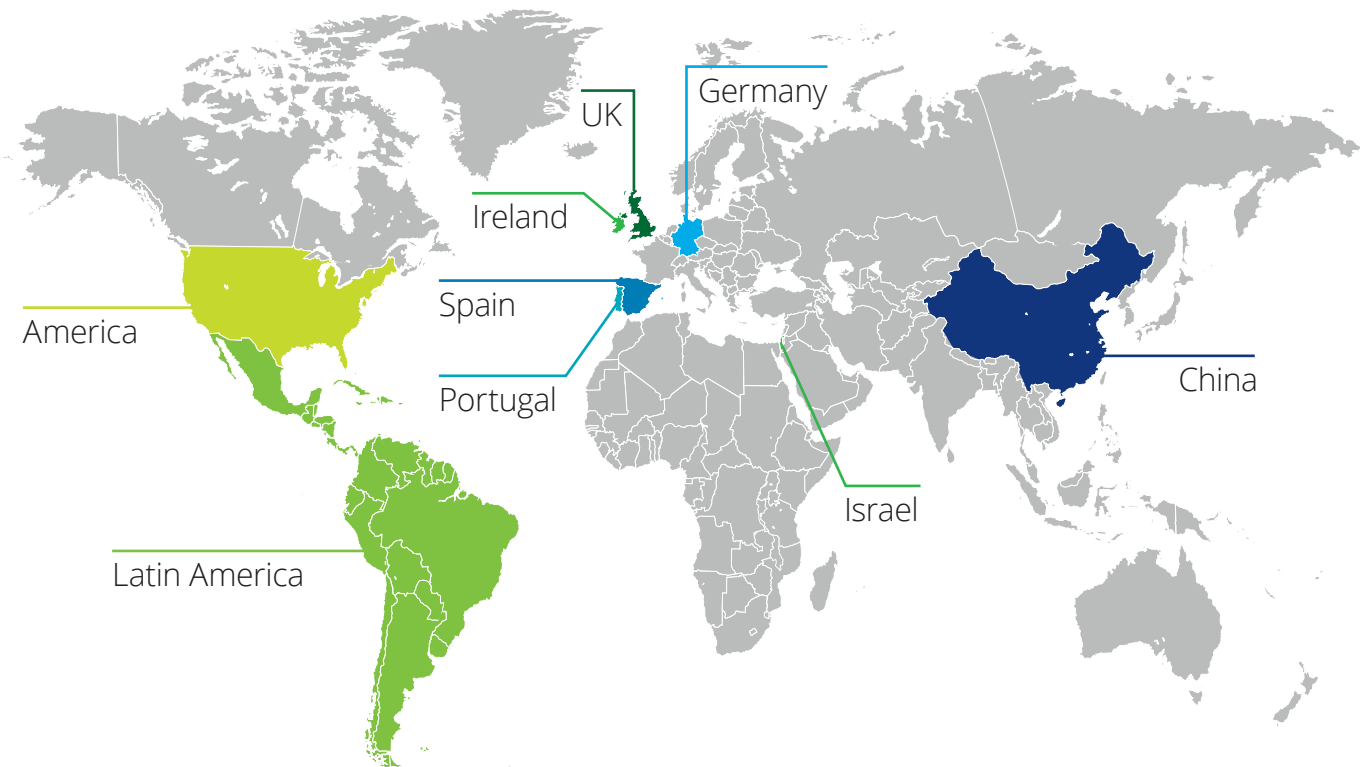 Germany
UK
Ireland
Spain
America
China
Portugal
Israel
Latin America